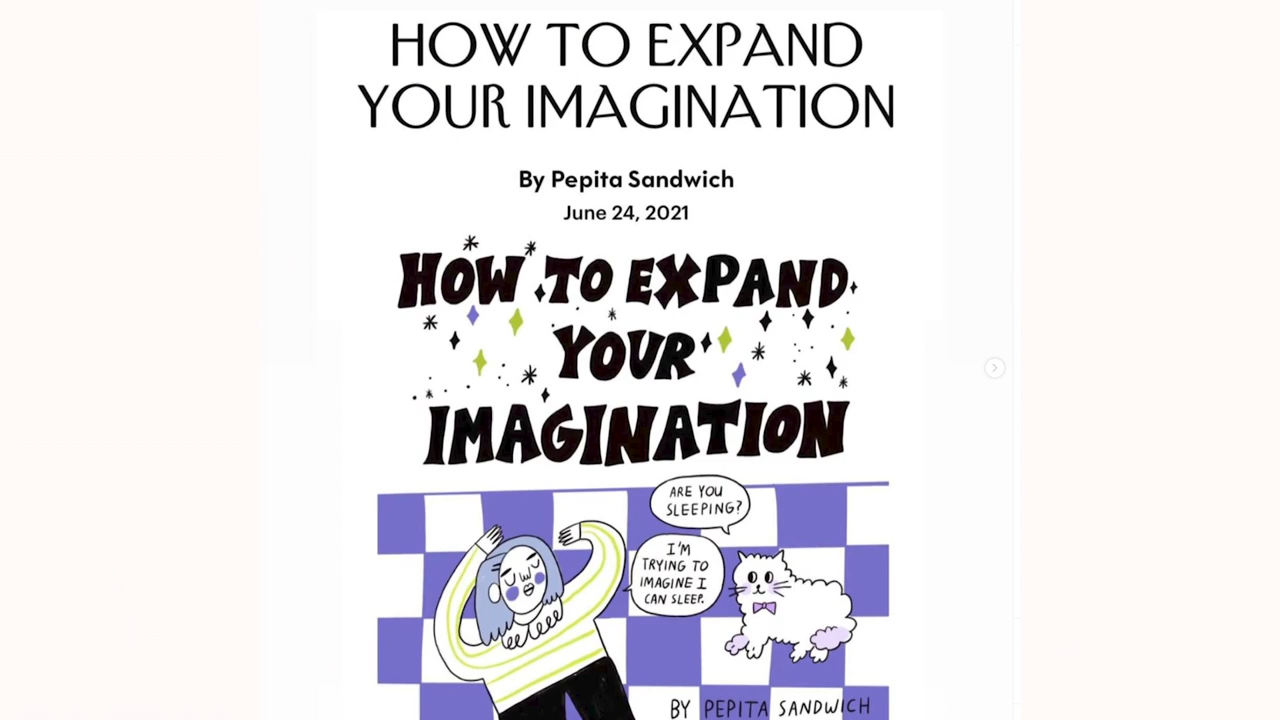 HOW TO EXPAND
YOUR IMAGINATION
By Pepita Sandwich
June 24, 2021
HOW TO EXPAND
YOUR
IMAGINATION
ARE YOU
SLEEPING?
I'M
TRYING TO
IMAGINE I
CAN SLEEP.
BY PEPITA SANDWICH